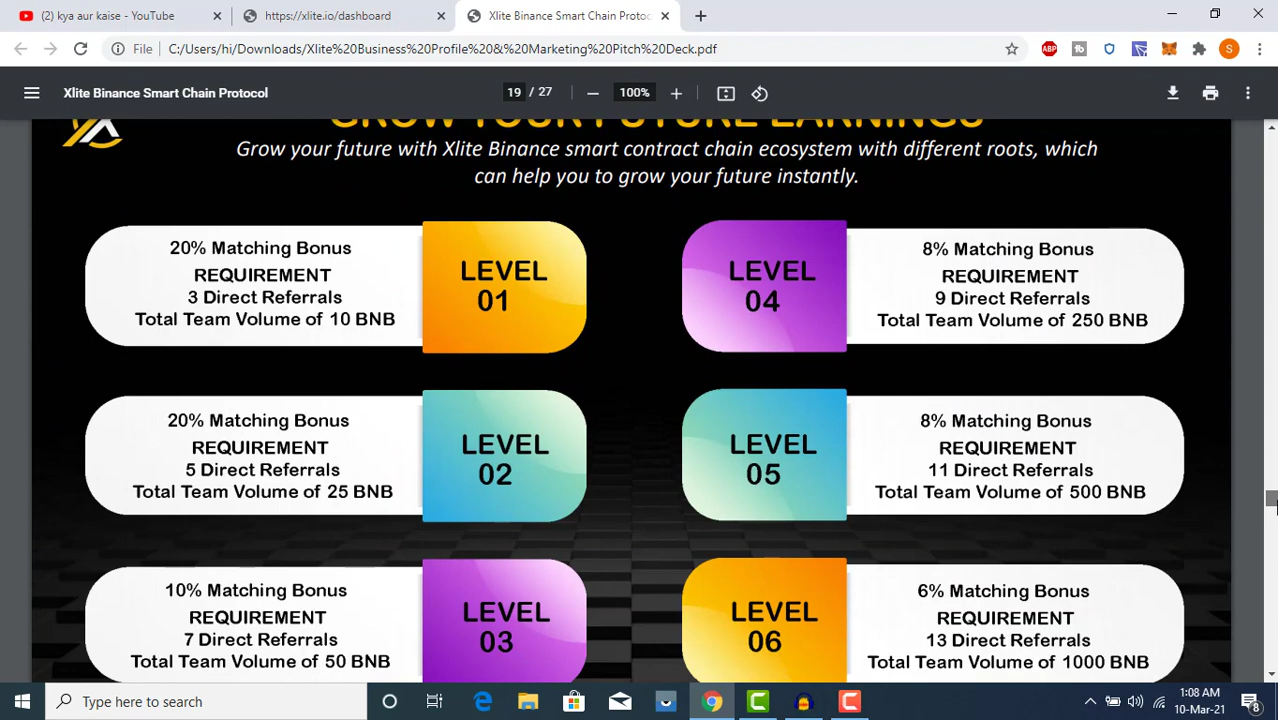 (2) kya aur kaise - YouTube
https://xlite.io/dashboard
Xlite Binance Smart Chain Protoc
File C:/Users/hi/Downloads/Xlite%20Business%20Profile%20&%20Marketing%20Pitch%20Deck.pdf
ABP
S
Xlite Binance Smart Chain Protocol
19 / 27
100%
GROW YOUR FUTURE EARNINGS
Grow your future with Xlite Binance smart contract chain ecosystem with different roots, which
can help you to grow your future instantly.
20% Matching Bonus
REQUIREMENT
3 Direct Referrals
Total Team Volume of 10 BNB
LEVEL
01
LEVEL
04
8% Matching Bonus
REQUIREMENT
9 Direct Referrals
Total Team Volume of 250 BNB
20% Matching Bonus
REQUIREMENT
5 Direct Referrals
Total Team Volume of 25 BNB
LEVEL
02
LEVEL
05
8% Matching Bonus
REQUIREMENT
11 Direct Referrals
Total Team Volume of 500 BNB
10% Matching Bonus
REQUIREMENT
7 Direct Referrals
Total Team Volume of 50 BNB
LEVEL
03
LEVEL
06
6% Matching Bonus
REQUIREMENT
13 Direct Referrals
Total Team Volume of 1000 BNB
Type here to search
1:08 AM
10-Mar-21
8